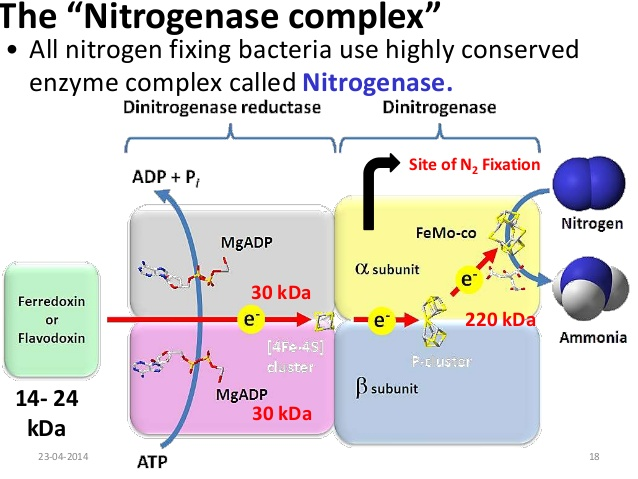 The “Nitrogenase complex”
• All nitrogen fixing bacteria use highly conserved
enzyme complex called Nitrogenase.
Dinitrogenase reductase
Dinitrogenase
ADP + Pi
Site of N2 Fixation
MgADP
FeMo-co
Nitrogen
α subunit
30 kDa
e-
Ferredoxin
or
Flavodoxin
e-
e-
220 kDa
[4Fe-4S]
cluster
P-cluster
Ammonia
β subunit
MgADP
30 kDa
14- 24
kDa
ATP
23-04-2014
18